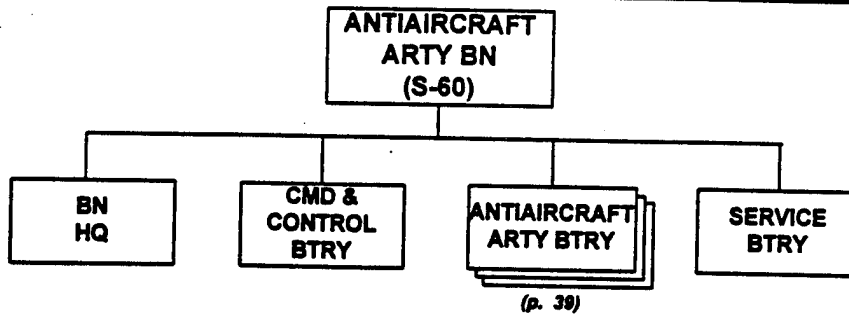 ANTIAIRCRAFT
ARTY BN
(S-60)
BN
HQ
CMD &
CONTROL
BTRY
ANTIAIRCRAFT
ARTY BTRY
SERVICE
BTRY
(p. 39)